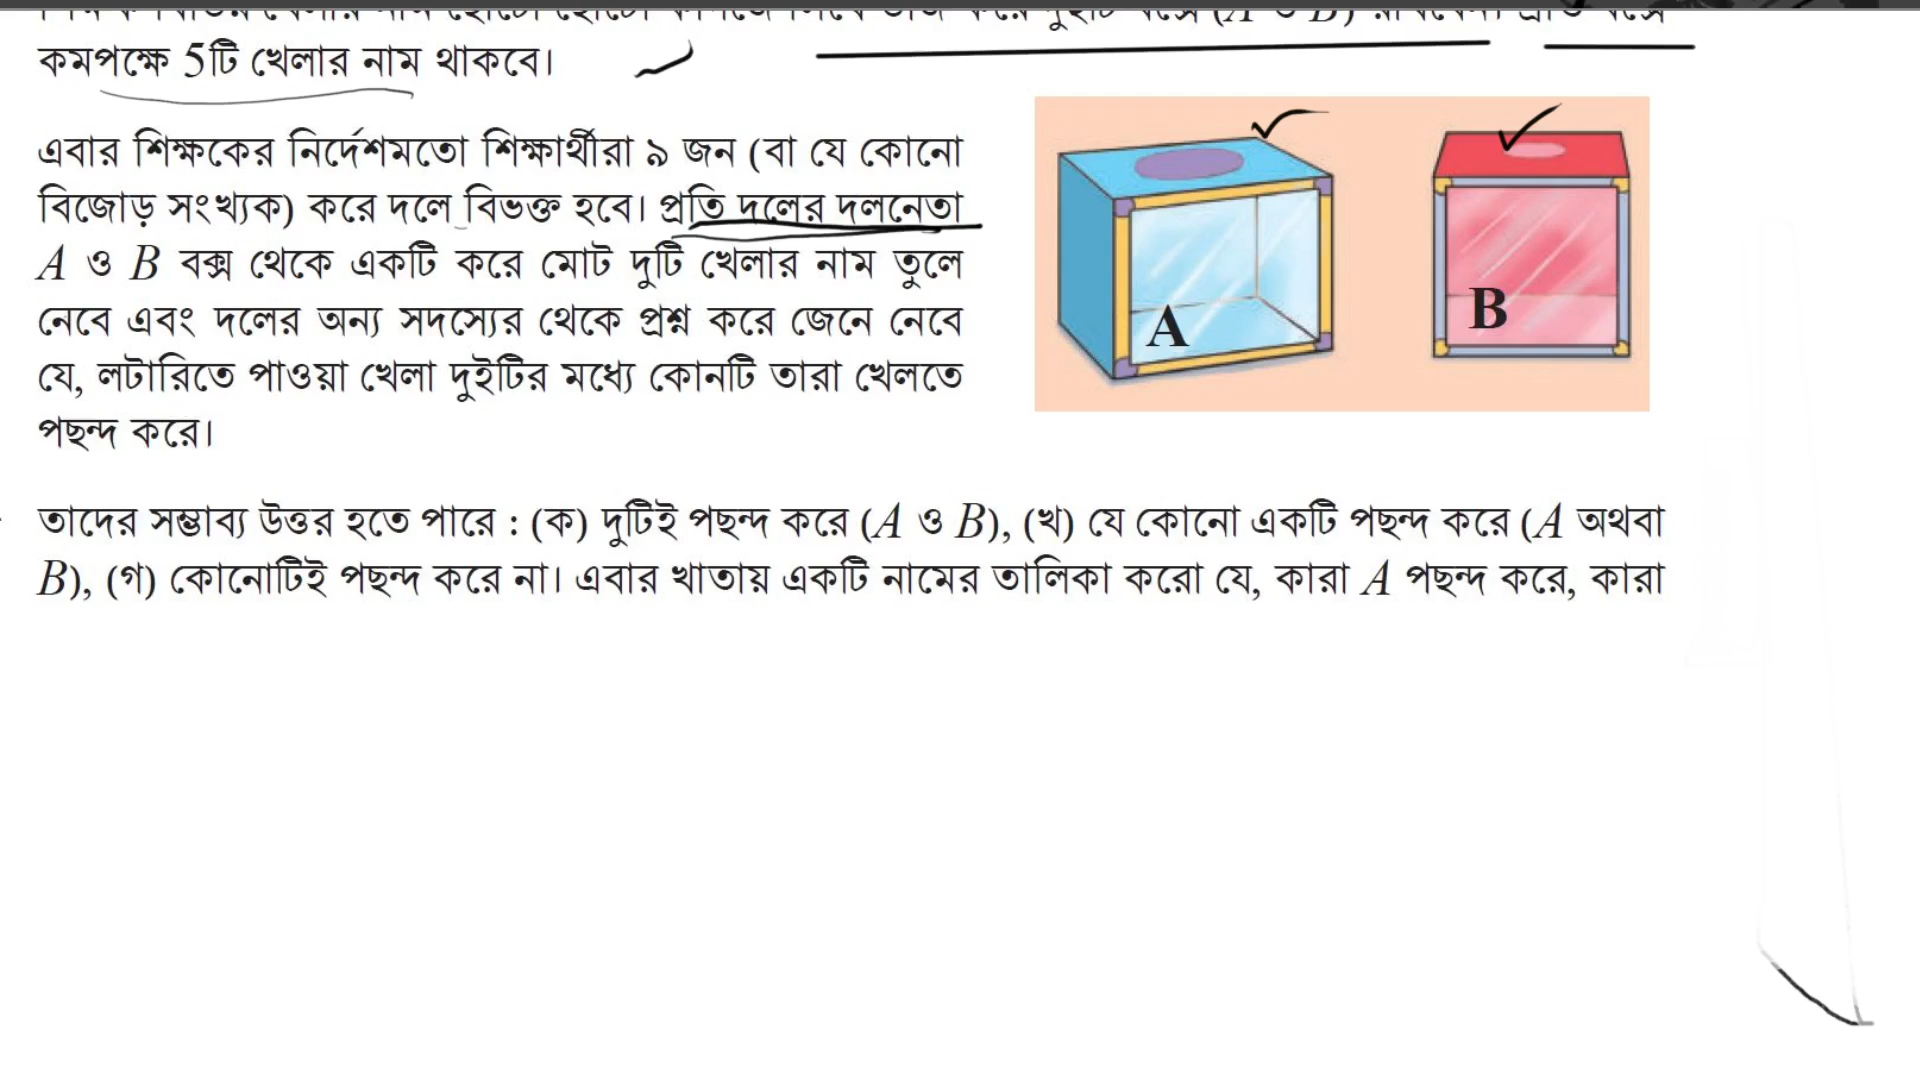 কমপক্ষে 5টি খেলার নাম থাকবে।
এবার শিক্ষকের নির্দেশমতো শিক্ষার্থীরা ৯ জন (বা যে কোনো
বিজোড় সংখ্যক) করে দলে বিভক্ত হবে। প্রতি দলের দলনেতা
A ও B বক্স থেকে একটি করে মোট দুটি খেলার নাম তুলে
নেবে এবং দলের অন্য সদস্যের থেকে প্রশ্ন করে জেনে নেবে
যে, লটারিতে পাওয়া খেলা দুইটির মধ্যে কোনটি তারা খেলতে
পছন্দ করে।
A
B
তাদের সম্ভাব্য উত্তর হতে পারে : (ক) দুটিই পছন্দ করে (A ও B), (খ) যে কোনো একটি পছন্দ করে (A অথবা
B), (গ) কোনোটিই পছন্দ করে না। এবার খাতায় একটি নামের তালিকা করো যে, কারা A পছন্দ করে, কারা